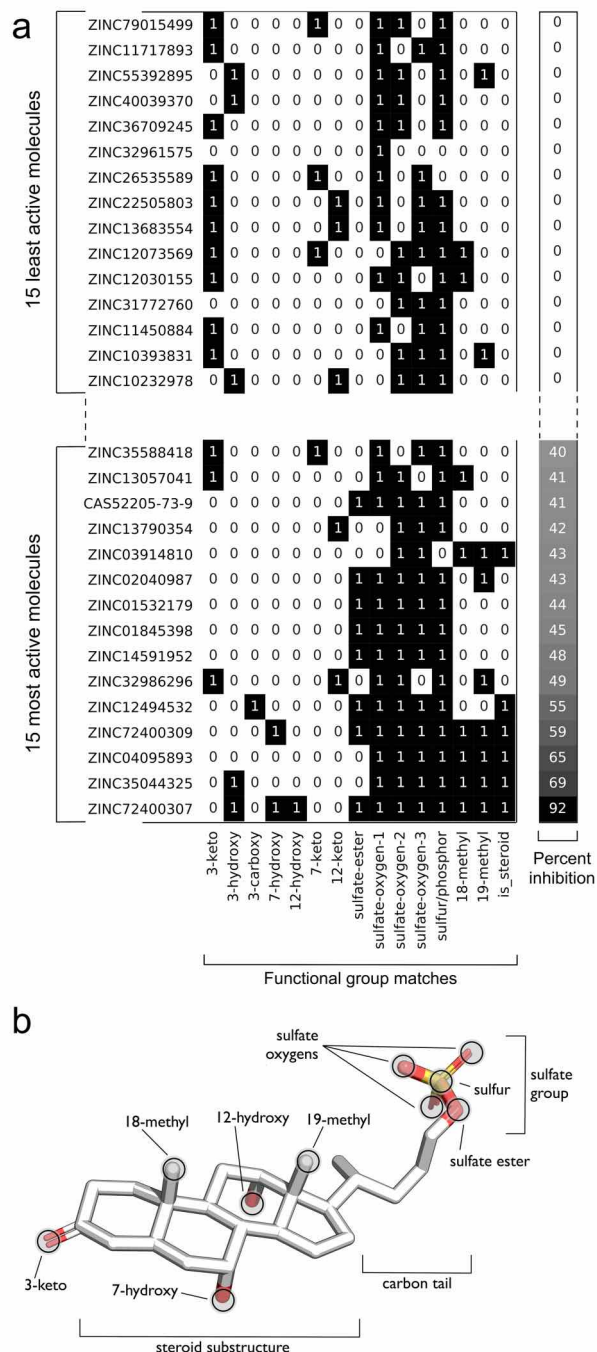 a
15 least active molecules
ZINC79015499 1 0 0 0 0 1 0 0 1 1 0 1 0 0 0 0
ZINC11717893 1 0 0 0 0 0 0 0 1 0 1 1 0 0 0 0
ZINC55392895 0 1 0 0 0 0 0 0 1 1 0 1 0 1 0 0
ZINC40039370 0 1 0 0 0 0 0 0 1 1 0 1 0 0 0 0
ZINC36709245 1 0 0 0 0 0 0 0 1 1 0 1 0 0 0 0
ZINC32961575 0 0 0 0 0 0 0 0 1 0 0 0 0 0 0 0
ZINC26535589 1 0 0 0 0 1 0 0 1 0 1 0 0 0 0 0
ZINC22505803 1 0 0 0 0 0 1 0 1 0 1 1 0 0 0 0
ZINC13683554 1 0 0 0 0 0 1 0 1 0 1 1 0 0 0 0
ZINC12073569 1 0 0 0 0 1 0 0 0 1 1 1 1 0 0 0
ZINC12030155 1 0 0 0 0 0 0 0 1 1 0 1 1 0 0 0
ZINC31772760 0 0 0 0 0 0 0 0 0 1 1 1 0 0 0 0
ZINC11450884 1 0 0 0 0 0 0 0 1 0 1 1 0 0 0 0
ZINC10393831 1 0 0 0 0 0 0 0 0 1 1 1 0 1 0 0
ZINC10232978 0 1 0 0 0 0 1 0 0 1 1 1 0 0 0 0
15 most active molecules
ZINC35588418 1 0 0 0 0 1 0 0 1 0 1 1 0 0 0 40
ZINC13057041 1 0 0 0 0 0 0 0 1 1 0 1 1 0 0 41
CAS52205-73-9 0 0 0 0 0 0 0 1 1 1 1 1 0 0 0 41
ZINC13790354 0 0 0 0 0 0 1 0 0 1 1 1 0 0 0 42
ZINC03914810 0 0 0 0 0 0 0 0 0 1 1 0 1 1 1 43
ZINC02040987 0 0 0 0 0 0 0 1 1 1 1 1 0 1 0 43
ZINC01532179 0 0 0 0 0 0 0 1 1 1 1 1 0 0 0 44
ZINC01845398 0 0 0 0 0 0 0 1 1 1 1 1 0 0 0 45
ZINC14591952 0 0 0 0 0 0 0 1 1 1 1 1 0 0 0 48
ZINC32986296 1 0 0 0 0 0 1 0 1 1 0 1 0 1 0 49
ZINC12494532 0 0 1 0 0 0 0 1 1 1 1 1 0 0 1 55
ZINC72400309 0 0 0 1 0 0 0 1 1 1 1 1 1 1 1 59
ZINC04095893 0 0 0 0 0 0 0 0 1 1 1 1 1 1 1 65
ZINC35044325 0 1 0 0 0 0 0 0 1 1 1 1 1 1 1 69
ZINC72400307 0 1 0 1 1 0 0 1 1 1 1 1 1 1 1 92
3-keto
3-hydroxy
3-carboxy
7-hydroxy
12-hydroxy
7-keto
12-keto
sulfate-ester
sulfate-oxygen-1
sulfate-oxygen-2
sulfate-oxygen-3
sulfur/phosphor
18-methyl
19-methyl
is_steroid
Percent
inhibition
Functional group matches
b
sulfate
oxygens
sulfur
sulfate
group
sulfate ester
18-methyl
12-hydroxy
19-methyl
3-keto
7-hydroxy
carbon tail
steroid substructure